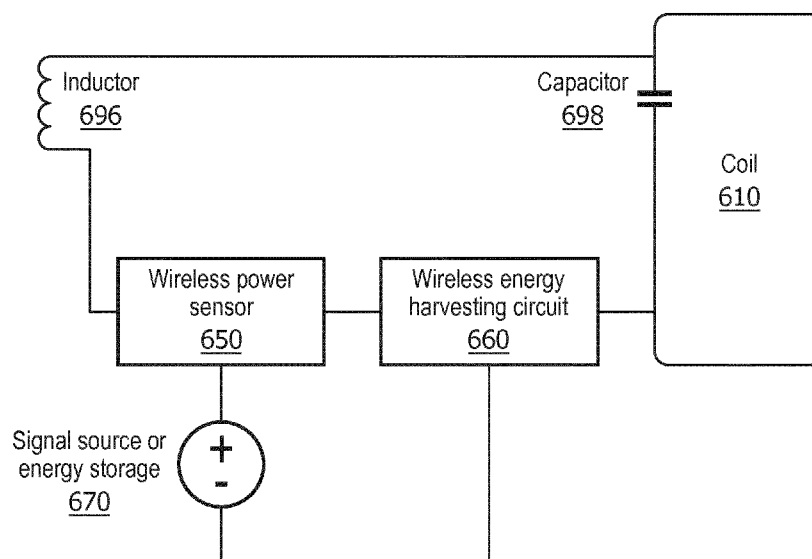 Inductor
696
Capacitor
698
Coil
610
Wireless power
sensor
650
Wireless energy
harvesting circuit
660
Signal source or
energy storage
670
+
-